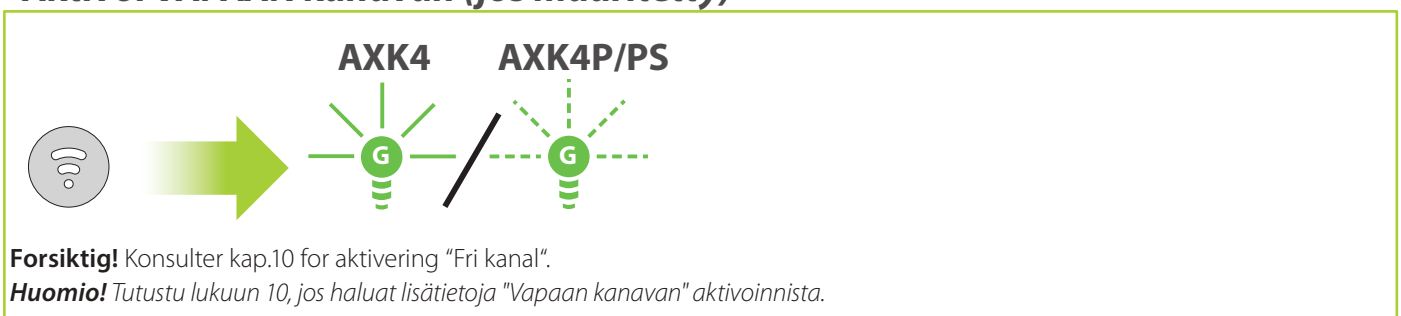 AXK4 AXK4P/PS
G G
Forsiktig! Konsulter kap.10 for aktivering “Fri kanal“.
Huomio! Tutustu lukuun 10, jos haluat lisätietoja "Vapaan kanavan" aktivoinnista.